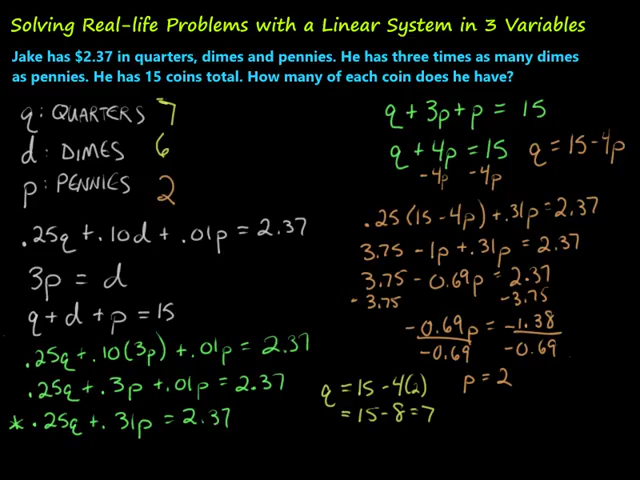 Solving Real-life Problems with a Linear System in 3 Variables
Jake has $2.37 in quarters, dimes and pennies. He has three times as many dimes
as pennies. He has 15 coins total. How many of each coin does he have?
q: QUARTERS 7
d: DIMES 6
p: PENNIES 2
.25q + .10d + .01p = 2.37
3p = d
q + d + p = 15
.25q + .10(3p) + .01p = 2.37
.25q + .3p + .01p = 2.37
* .25q + .31p = 2.37
q + 3p + p = 15
q + 4p = 15 q = 15 - 4p
-4p -4p
.25(15 - 4p) + .31p = 2.37
3.75 - 1p + .31p = 2.37
3.75 - 0.69p = 2.37
-3.75 -3.75
-0.69p = -1.38
-0.69 -0.69
p = 2
q = 15 - 4(2)
= 15 - 8 = 7